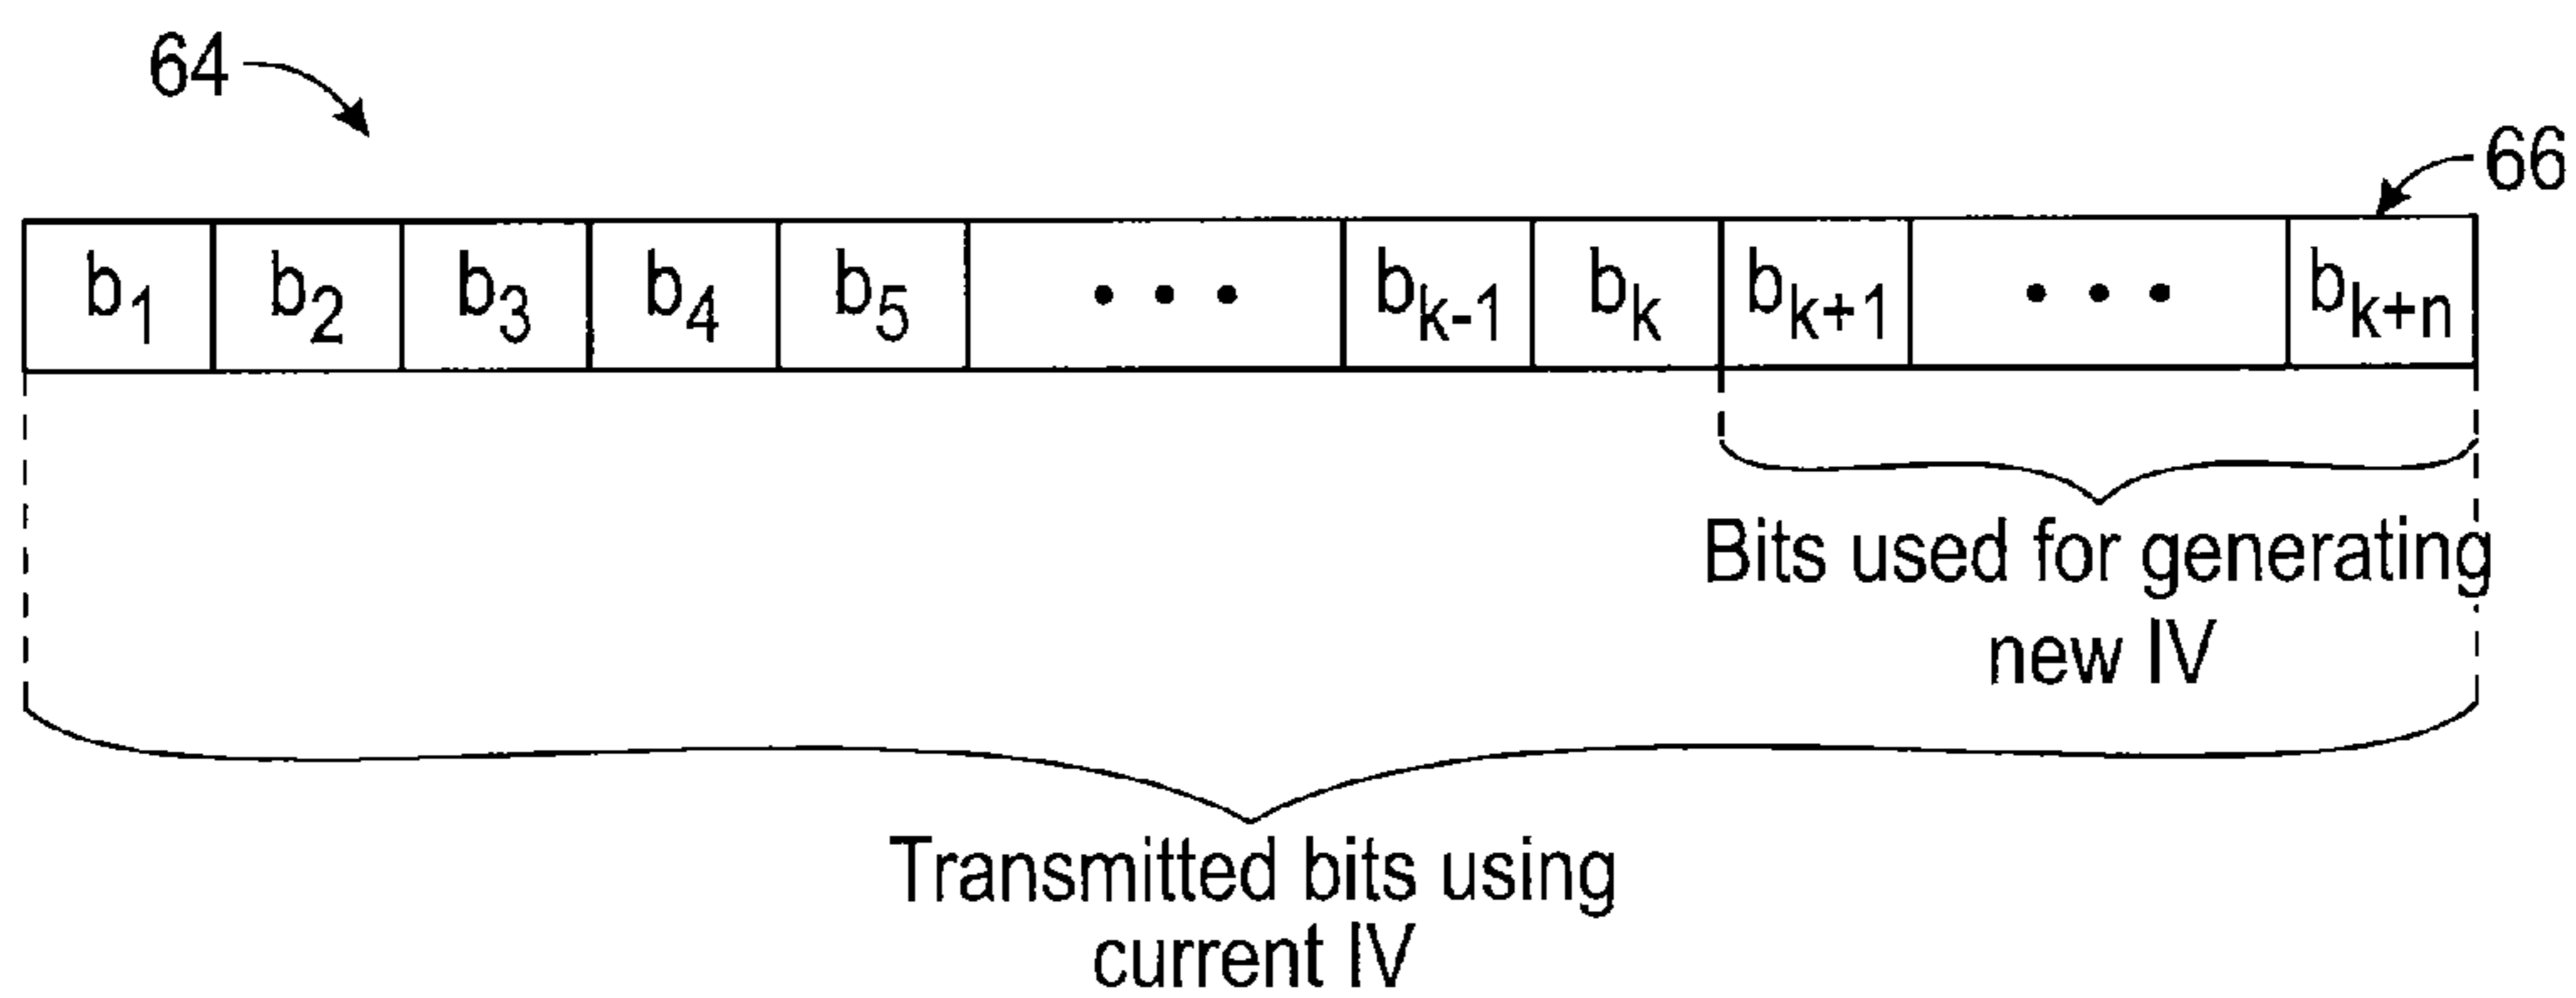 64
66
b1 b2 b3 b4 b5 • • • bk-1 bk bk+1 • • • bk+n
Bits used for generating
new IV
Transmitted bits using
current IV